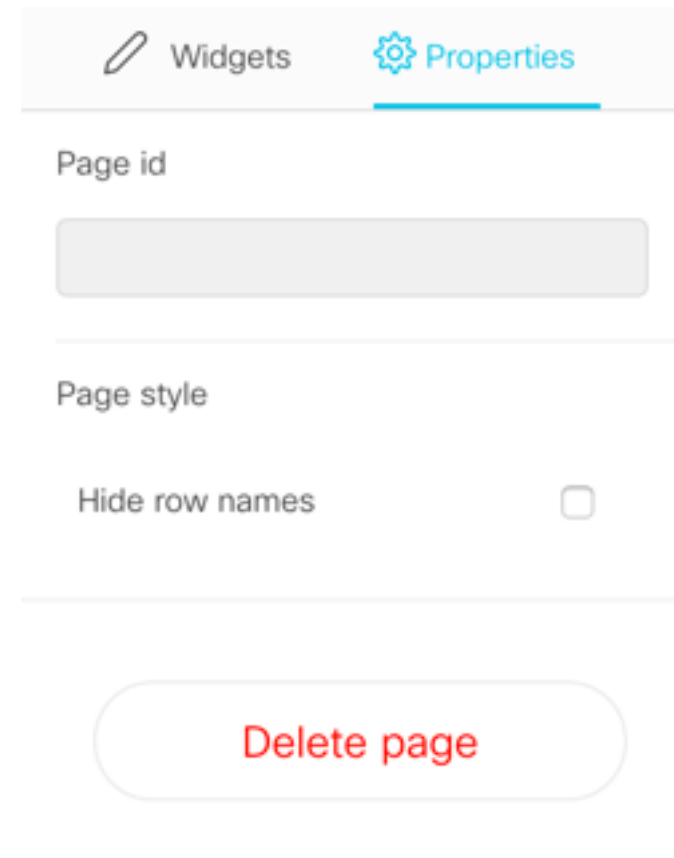 Widgets Properties
Page id
Page style
Hide row names
Delete page